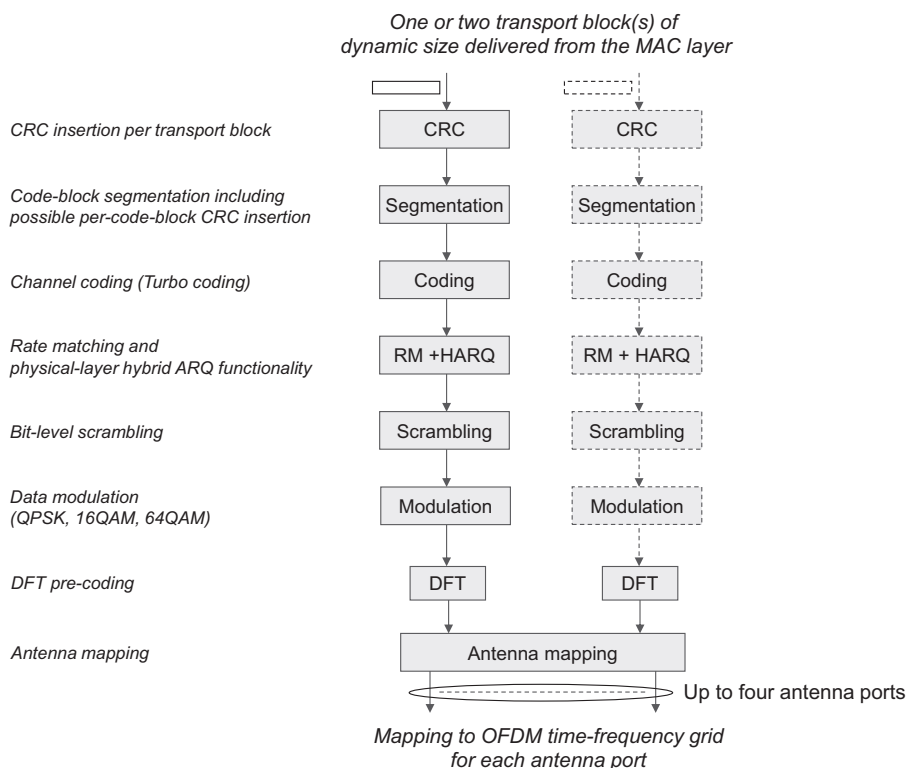 One or two transport block(s) of
dynamic size delivered from the MAC layer
CRC insertion per transport block
CRC
CRC
Code-block segmentation including
possible per-code-block CRC insertion
Segmentation
Segmentation
Channel coding (Turbo coding)
Coding
Coding
Rate matching and
physical-layer hybrid ARQ functionality
RM +HARQ
RM + HARQ
Bit-level scrambling
Scrambling
Scrambling
Data modulation
(QPSK, 16QAM, 64QAM)
Modulation
Modulation
DFT pre-coding
DFT
DFT
Antenna mapping
Antenna mapping
Up to four antenna ports
Mapping to OFDM time-frequency grid
for each antenna port